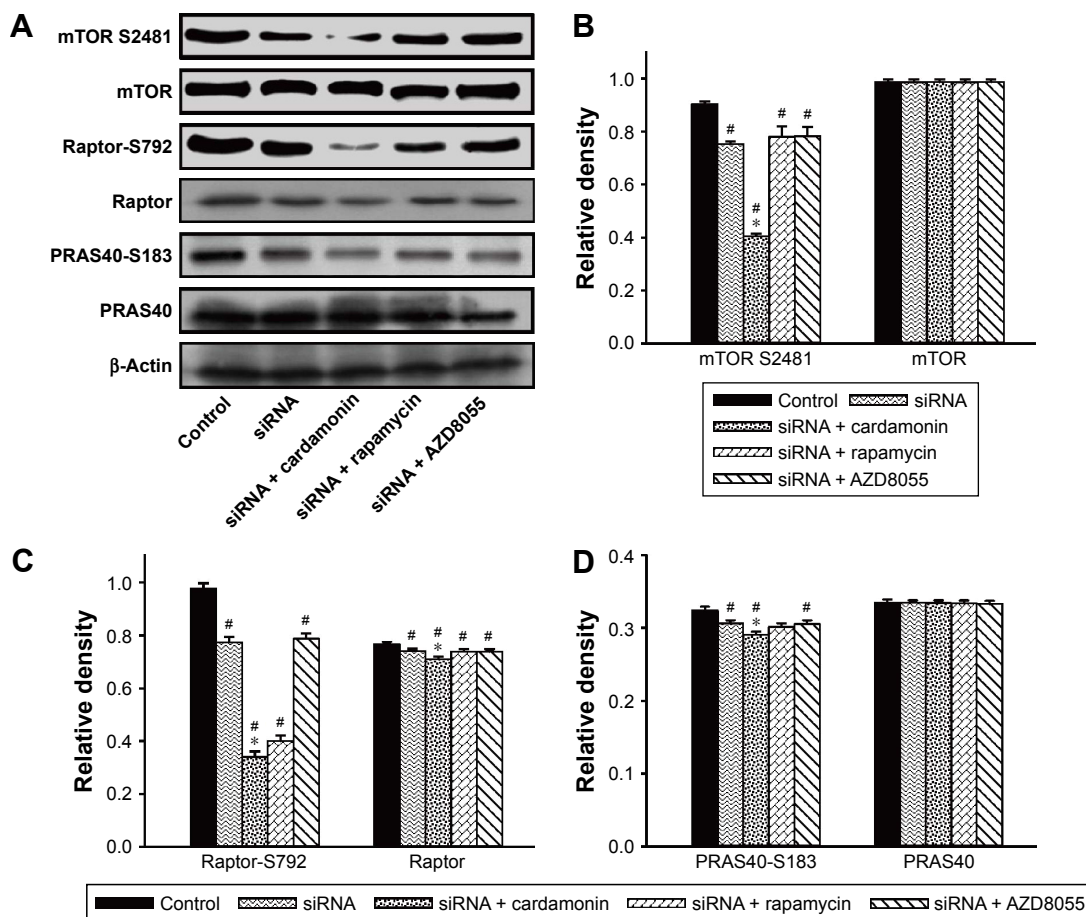 A
mTOR S2481
mTOR
Raptor-S792
Raptor
PRAS40-S183
PRAS40
β-Actin
Control
siRNA
siRNA + cardamonin
siRNA + rapamycin
siRNA + AZD8055
B
Relative density
1.0
0.8
0.6
0.4
0.2
0.0
#
#
*
#
#
mTOR S2481
mTOR
Control siRNA
siRNA + cardamonin
siRNA + rapamycin
siRNA + AZD8055
C
Relative density
1.0
0.8
0.6
0.4
0.2
0.0
#
#
*
#
#
#
#
*
#
#
Raptor-S792
Raptor
D
Relative density
0.4
0.3
0.2
0.1
0.0
#
#
*
#
PRAS40-S183
PRAS40
Control siRNA siRNA + cardamonin siRNA + rapamycin siRNA + AZD8055